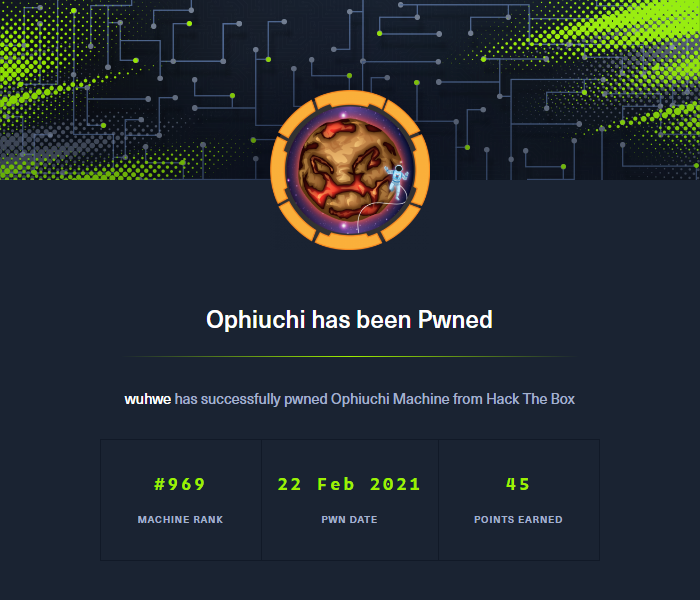 Ophiuchi has been Pwned
wuhwe has successfully pwned Ophiuchi Machine from Hack The Box
#969
MACHINE RANK
22 Feb 2021
PWN DATE
45
POINTS EARNED